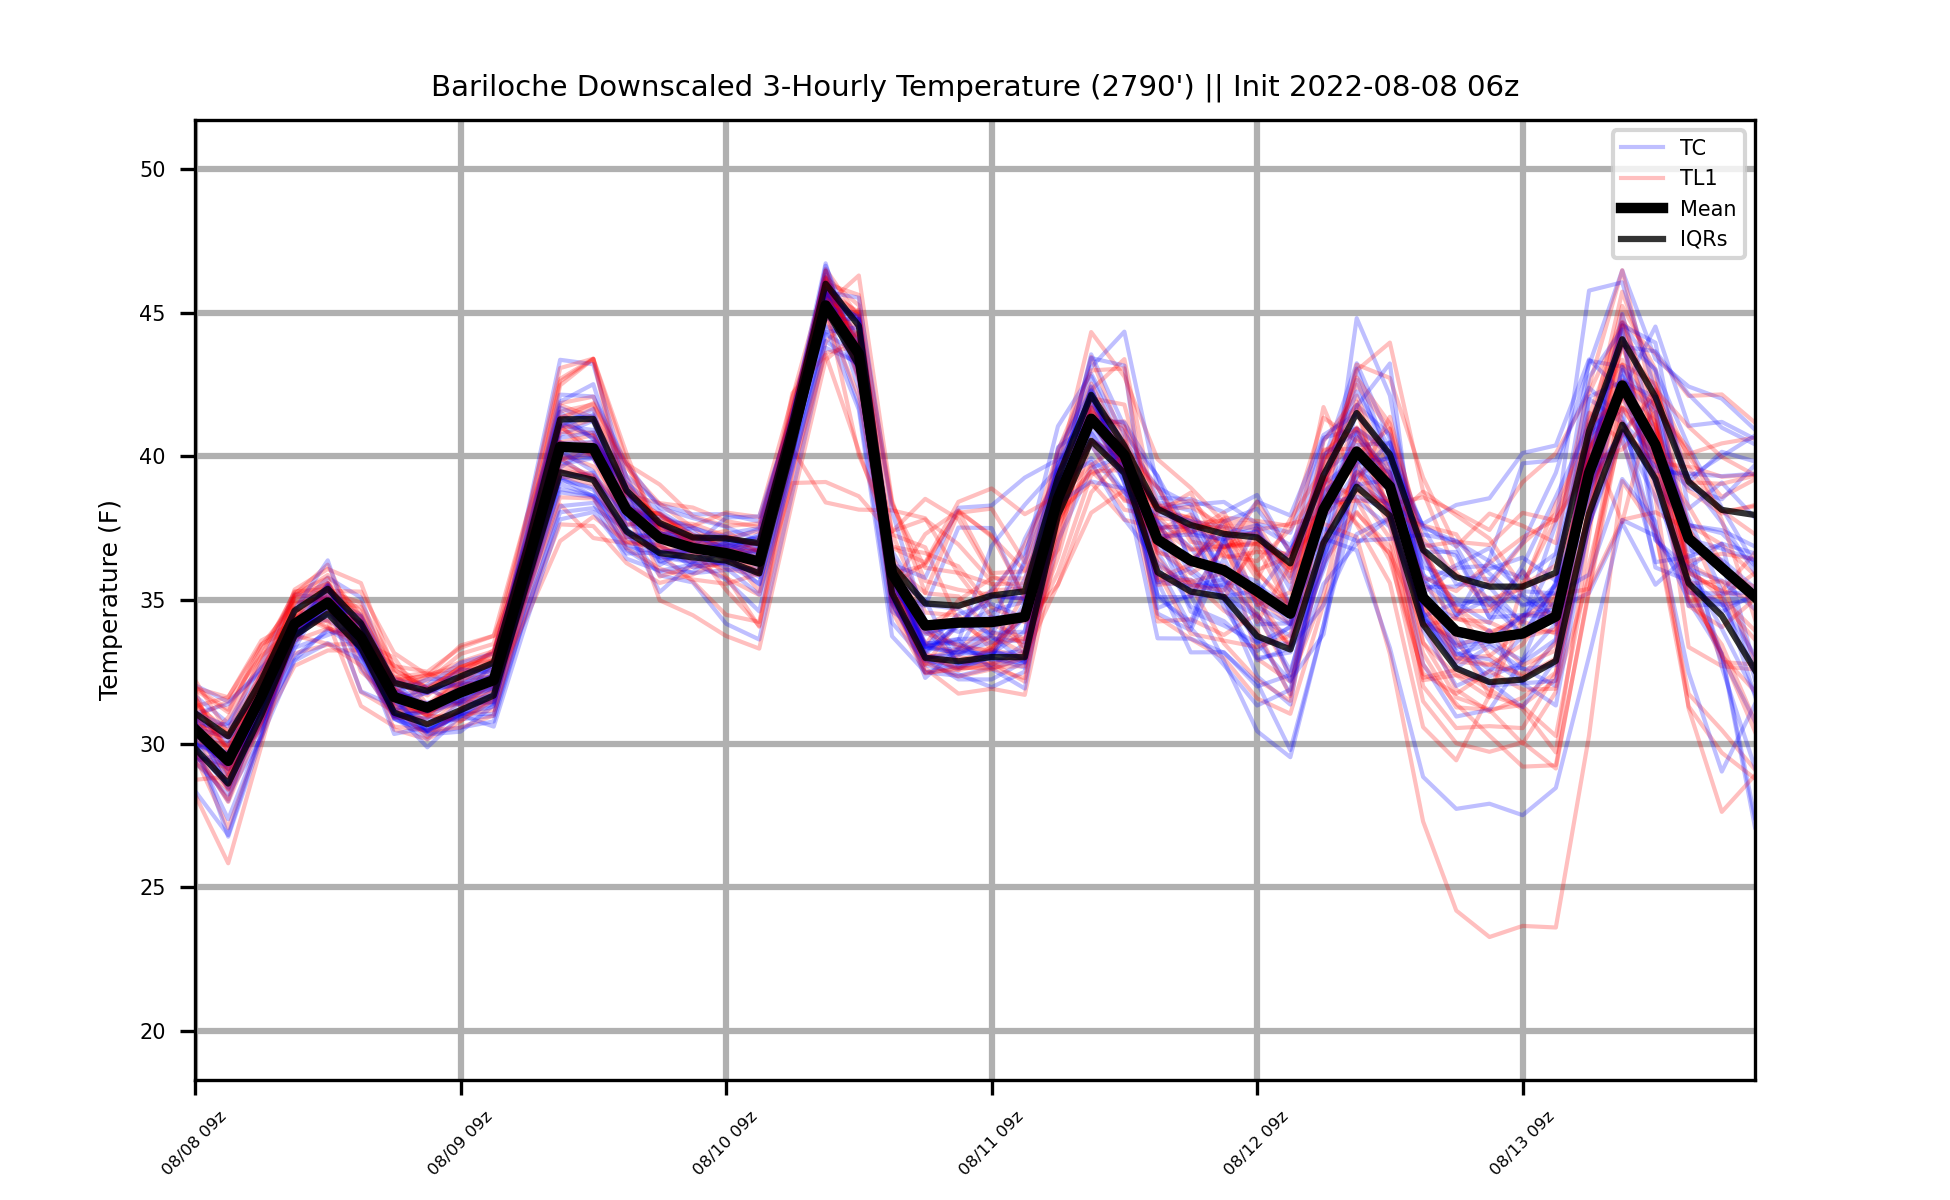 Bariloche Downscaled 3-Hourly Temperature (2790') || Init 2022-08-08 06z
TC
TL1
Mean
IQRs
Temperature (F)
50
45
40
35
30
25
20
08/08 09z
08/09 09z
08/10 09z
08/11 09z
08/12 09z
08/13 09z